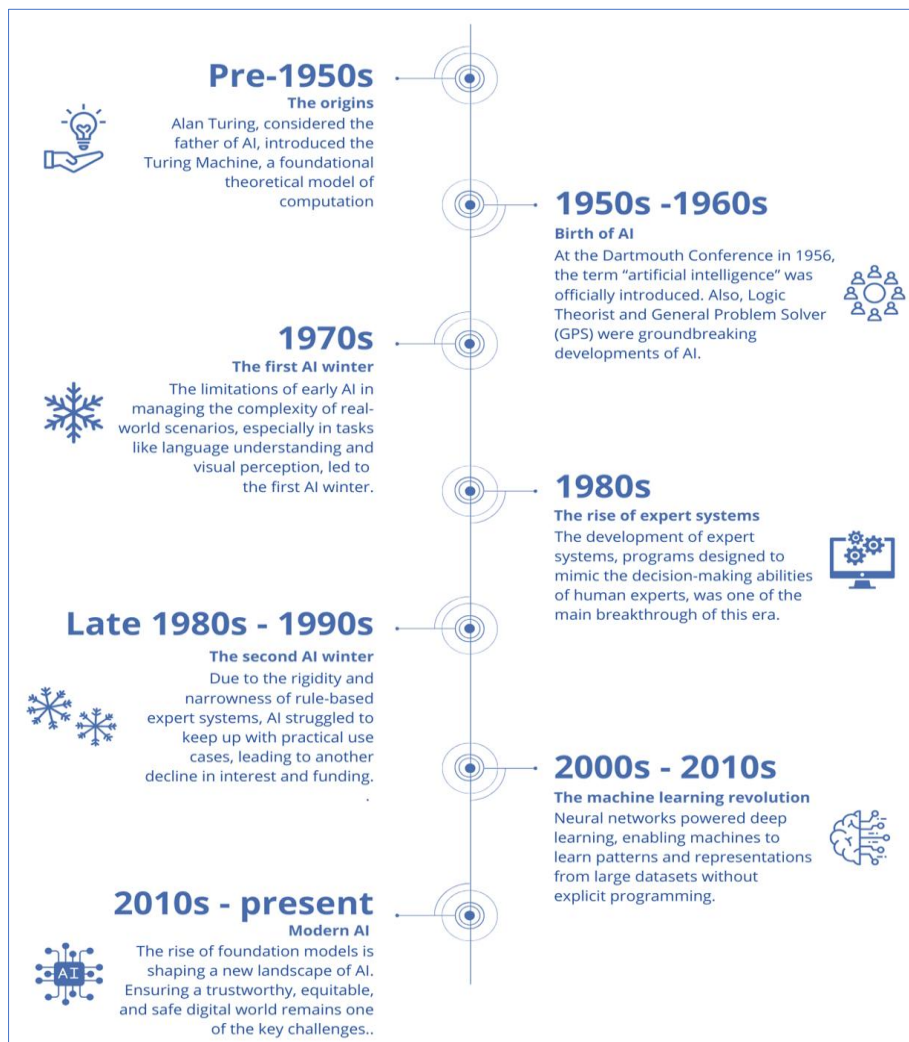 Pre-1950s
The origins
Alan Turing, considered the
father of AI, introduced the
Turing Machine, a foundational
theoretical model of
computation
1950s -1960s
Birth of AI
At the Dartmouth Conference in 1956,
the term “artificial intelligence” was
officially introduced. Also, Logic
Theorist and General Problem Solver
(GPS) were groundbreaking
developments of AI.
1970s
The first AI winter
The limitations of early AI in
managing the complexity of real-
world scenarios, especially in tasks
like language understanding and
visual perception, led to
the first AI winter.
1980s
The rise of expert systems
The development of expert
systems, programs designed to
mimic the decision-making abilities
of human experts, was one of the
main breakthrough of this era.
Late 1980s - 1990s
The second AI winter
Due to the rigidity and
narrowness of rule-based
expert systems, AI struggled to
keep up with practical use
cases, leading to another
decline in interest and funding.
.
2000s - 2010s
The machine learning revolution
Neural networks powered deep
learning, enabling machines to
learn patterns and representations
from large datasets without
explicit programming.
2010s - present
Modern AI
The rise of foundation models is
shaping a new landscape of AI.
Ensuring a trustworthy, equitable,
and safe digital world remains one
of the key challenges..
AI